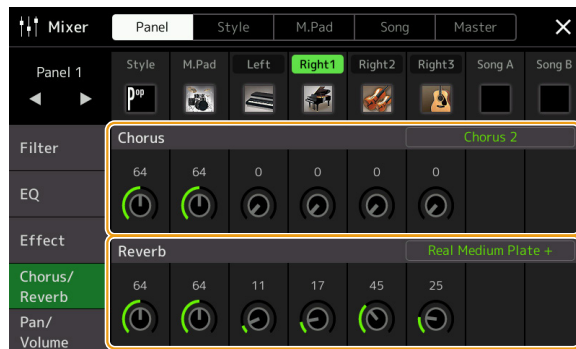 Mixer
Panel
Style
M.Pad
Song
Master
Panel 1
Style
M.Pad
Left
Right1
Right2
Right3
Song A
Song B
Pop
Filter
EQ
Effect
Chorus/
Reverb
Pan/
Volume
Chorus
Chorus 2
64
64
0
0
0
0
Reverb
Real Medium Plate +
64
64
11
17
45
25